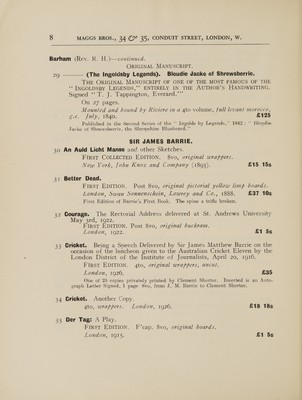 8 MAGGS BROS., 34 & 35, CONDUIT STREET, LONDON, W.
Barham (Rev. R. H.)—continued.
Original Manuscript.
29 ——— (The Ingoldsby Legends). Bloudie Jacke of Shrewsberrie.
The Original Manuscript of one of the most famous of the
"Ingoldsby Legends," entirely in the Author's Handwriting.
Signed "T. J. Tappington, Everard."'
On 27 pages.
Mounted and bound by Riviere in a 4to volume, full levant morocco,
g.e. July, 1840. £125
Published in the Second Series of the "Ingoldsby Legends," 1842: "Bloudie
Jacke of Shrewsberrie, the Shropshire Bluebeard."
SIR JAMES BARRIE.
30 An Auld Licht Manse and other Sketches.
First Collected Edition. 8vo, original wrappers.
New York, John Knox and Company (1893). £15 15s
31 Better Dead.
First Edition. Post 8vo, original pictorial yellow limp boards.
London, Swan Sonnenschein, Lowrey and Co., 1888. £37 10s
First Edition of Barrie's First Book. The spine a trifle broken.
32 Courage. The Rectorial Address delivered at St. Andrews University
May 3rd, 1922.
First Edition. Post 8vo, original buckram.
London, 1922. £1 5s
33 Cricket. Being a Speech Delivered by Sir James Matthew Barrie on the
occasion of the luncheon given to the Australian Cricket Eleven by the
London District of the Institute of Journalists, April 20, 1926.
First Edition. 4to, original wrappers, uncut.
London, 1926. £35
One of 25 copies privately printed by Clement Shorter. Inserted is an Auto-
graph Letter Signed, 1 page 8vo, from J. M. Barrie to Clement Shorter.
34 Cricket. Another Copy.
4to, wrappers. London, 1926. £18 18s
35 Der Tag: A Play.
First Edition. F'cap. 8vo, original boards.
London, 1915. £1 5s